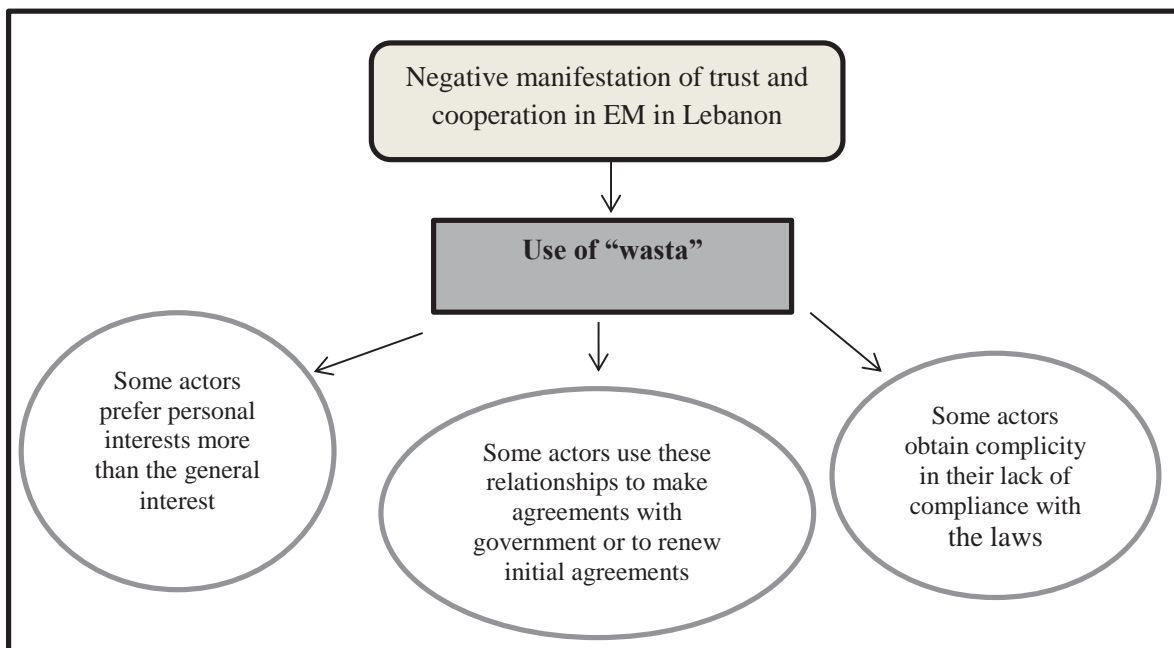 Negative manifestation of trust and
cooperation in EM in Lebanon
Use of “wasta”
Some actors
prefer personal
interests more
than the general
interest
Some actors use these
relationships to make
agreements with
government or to renew
initial agreements
Some actors
obtain complicity
in their lack of
compliance with
the laws